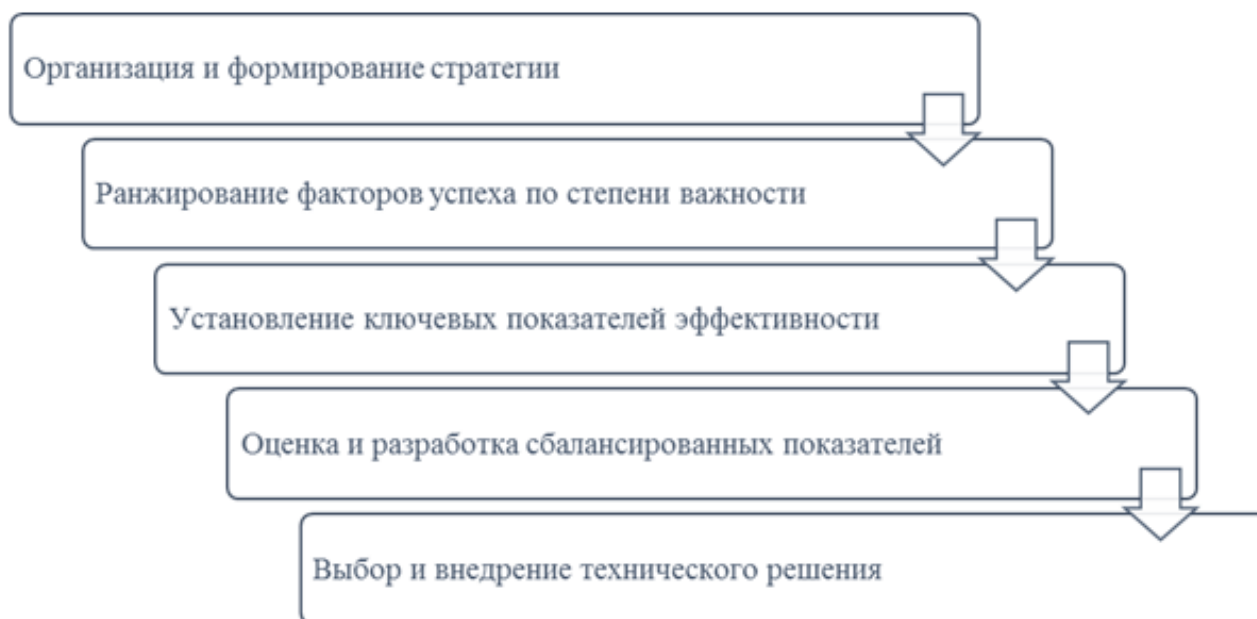 Организация и формирование стратегии
Ранжирование факторов успеха по степени важности
Установление ключевых показателей эффективности
Оценка и разработка сбалансированных показателей
Выбор и внедрение технического решения